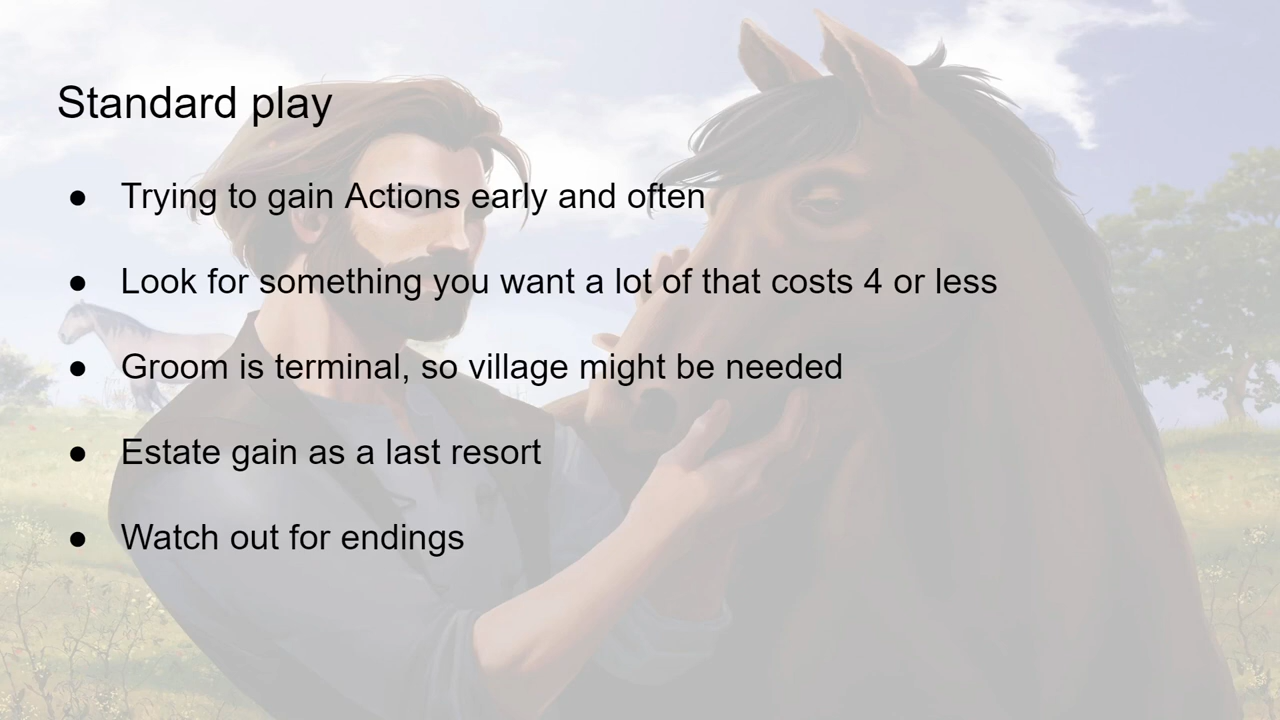 Standard play
● Trying to gain Actions early and often
● Look for something you want a lot of that costs 4 or less
● Groom is terminal, so village might be needed
● Estate gain as a last resort
● Watch out for endings